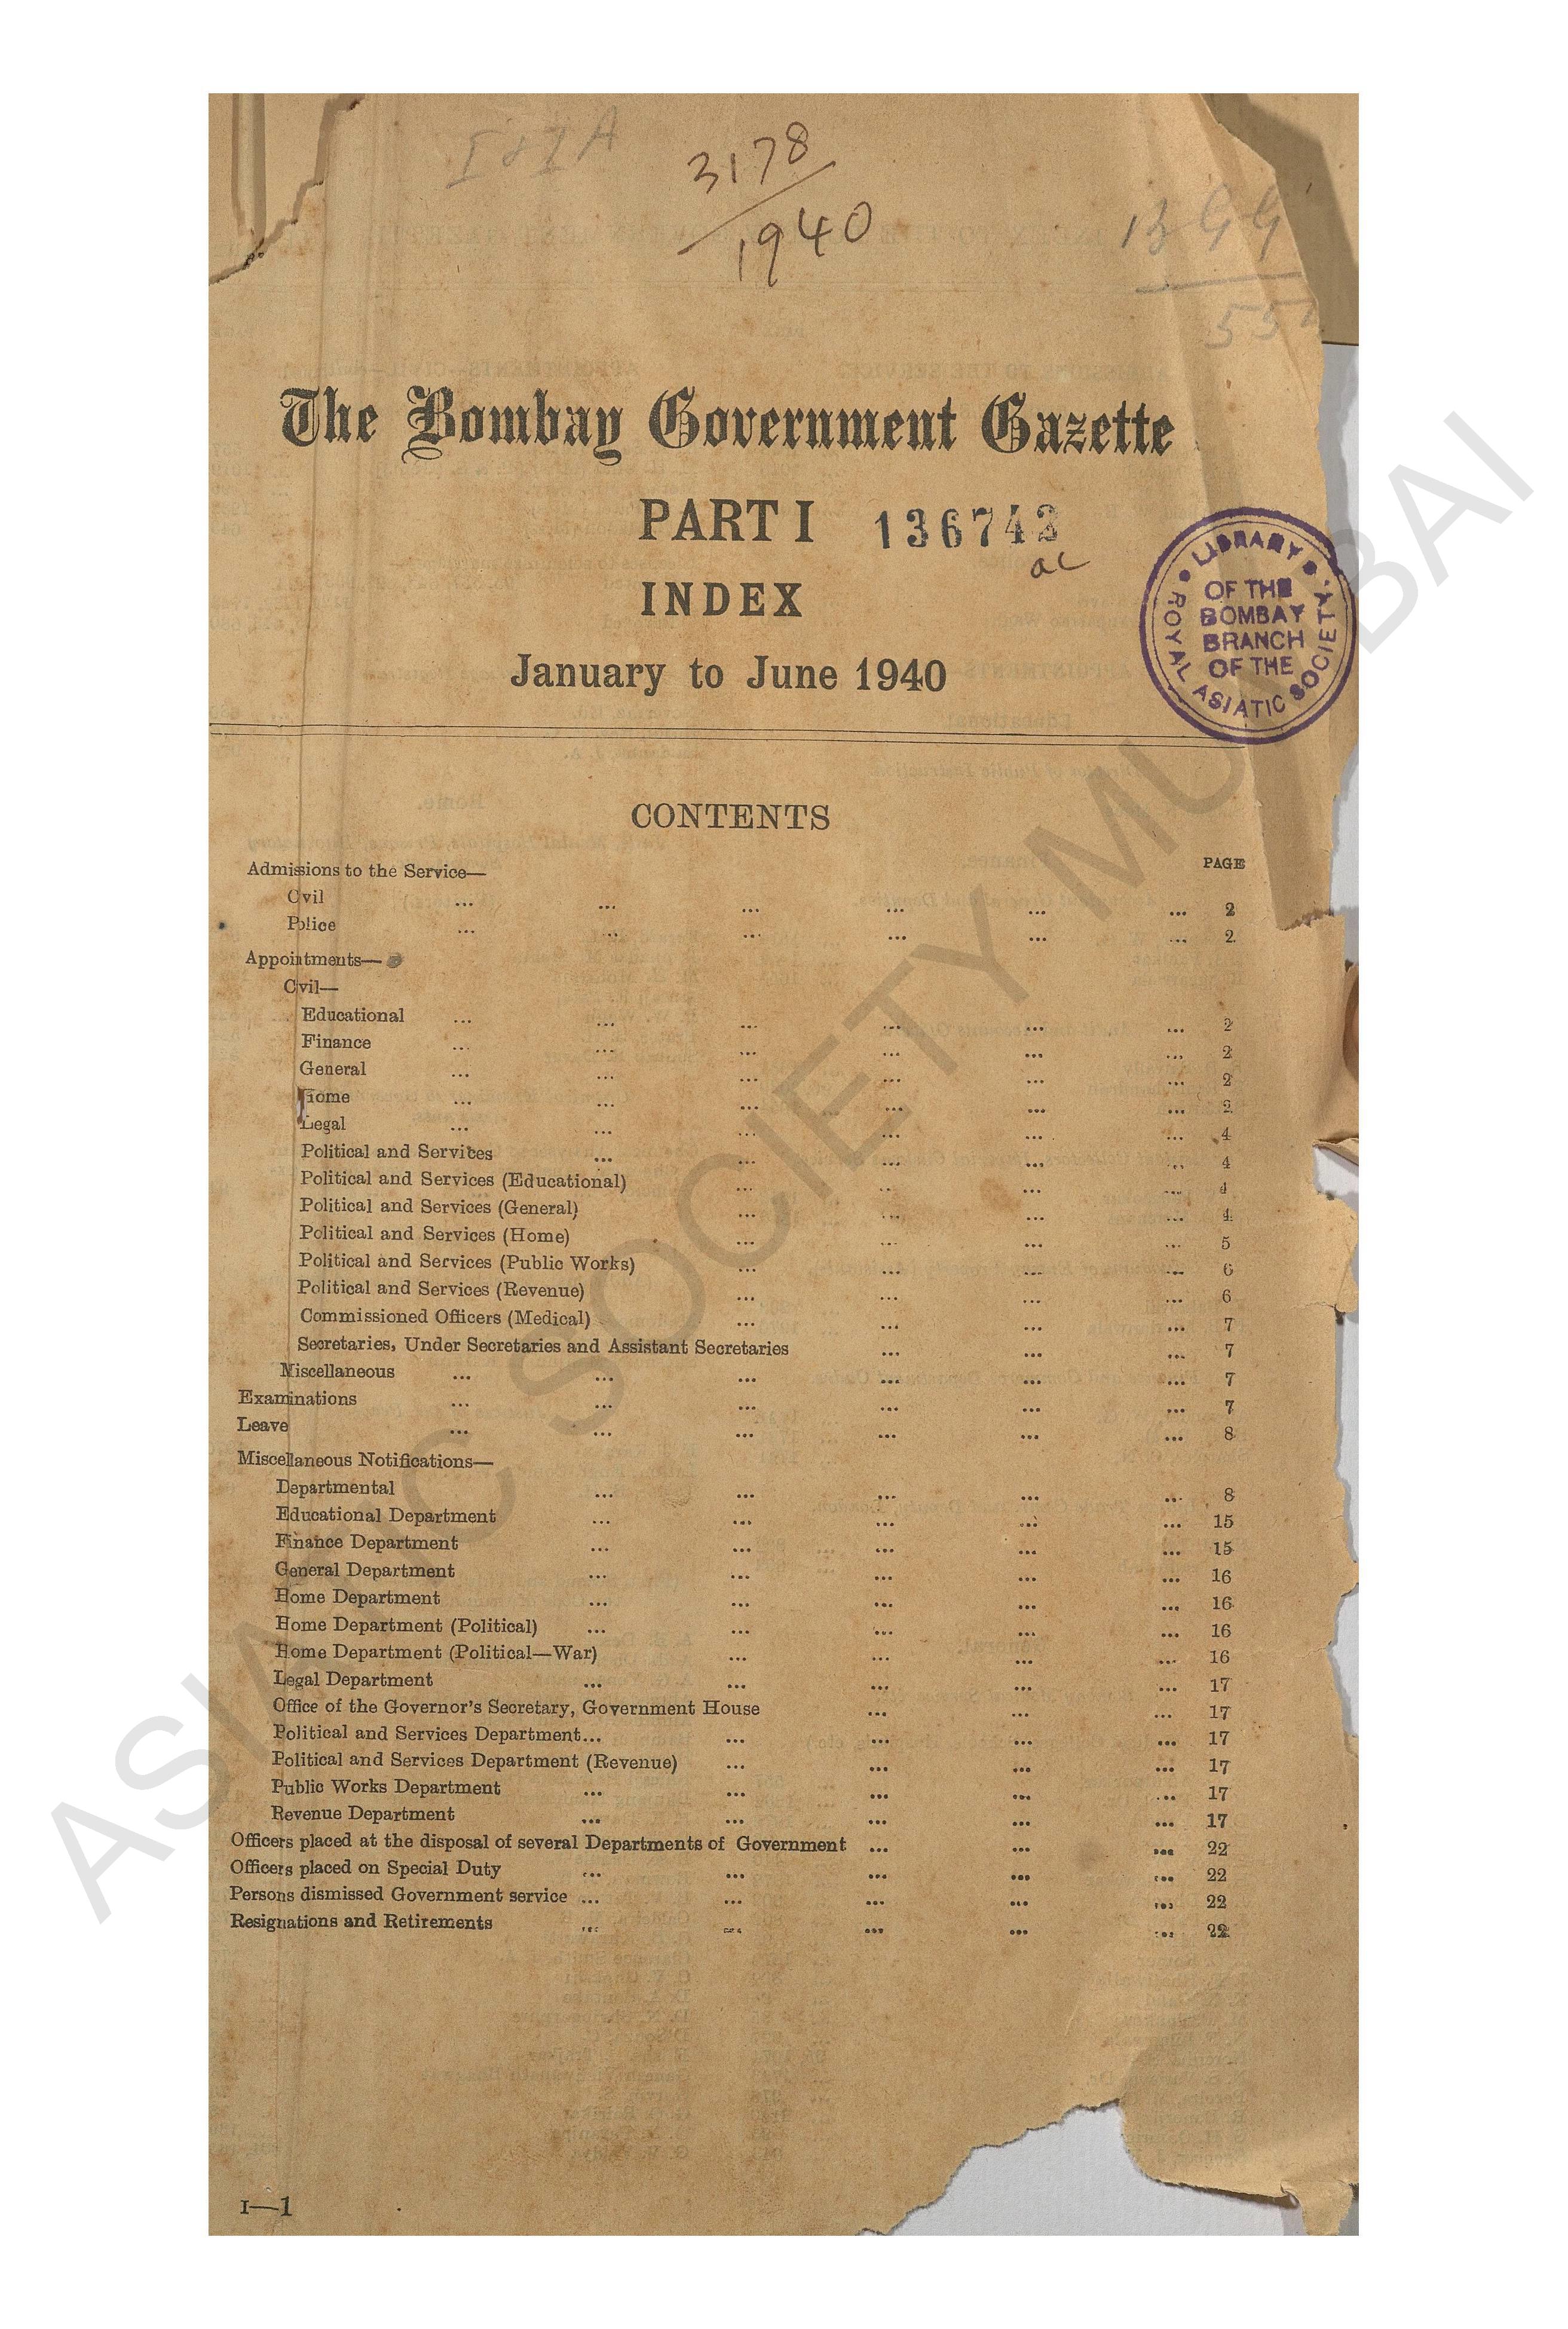 I & I A
3178
1940
The Bombay Government Gazette
PART I 136742
ac
INDEX
January to June 1940
LIBRARY
OF THE
BOMBAY
BRANCH
OF THE
ROYAL ASIATIC SOCIETY
CONTENTS
PAGE
Admissions to the Service—
Civil ... ... ... ... ... ... 2
Police ... ... ... ... ... ... 2
Appointments—
Civil—
Educational ... ... ... ... ... ... 2
Finance ... ... ... ... ... ... 2
General ... ... ... ... ... ... 2
Home ... ... ... ... ... ... 2
Legal ... ... ... ... ... ... 4
Political and Services ... ... ... ... ... 4
Political and Services (Educational) ... ... ... ... 4
Political and Services (General) ... ... ... ... 4
Political and Services (Home) ... ... ... ... 5
Political and Services (Public Works) ... ... ... ... 6
Political and Services (Revenue) ... ... ... ... 6
Commissioned Officers (Medical) ... ... ... ... 7
Secretaries, Under Secretaries and Assistant Secretaries ... ... ... 7
Miscellaneous ... ... ... ... ... ... 7
Examinations ... ... ... ... ... ... 7
Leave ... ... ... ... ... ... 8
Miscellaneous Notifications—
Departmental ... ... ... ... ... 8
Educational Department ... ... ... ... ... 15
Finance Department ... ... ... ... ... 15
General Department ... ... ... ... ... 16
Home Department ... ... ... ... ... 16
Home Department (Political) ... ... ... ... ... 16
Home Department (Political—War) ... ... ... ... 16
Legal Department ... ... ... ... ... 17
Office of the Governor's Secretary, Government House ... ... ... 17
Political and Services Department... ... ... ... ... 17
Political and Services Department (Revenue) ... ... ... ... 17
Public Works Department ... ... ... ... ... 17
Revenue Department ... ... ... ... ... 17
Officers placed at the disposal of several Departments of Government ... ... ... 22
Officers placed on Special Duty ... ... ... ... ... 22
Persons dismissed Government service ... ... ... ... ... 22
Resignations and Retirements ... ... ... ... ... 22
I—1
ASIATIC SOCIETY MUMBAI